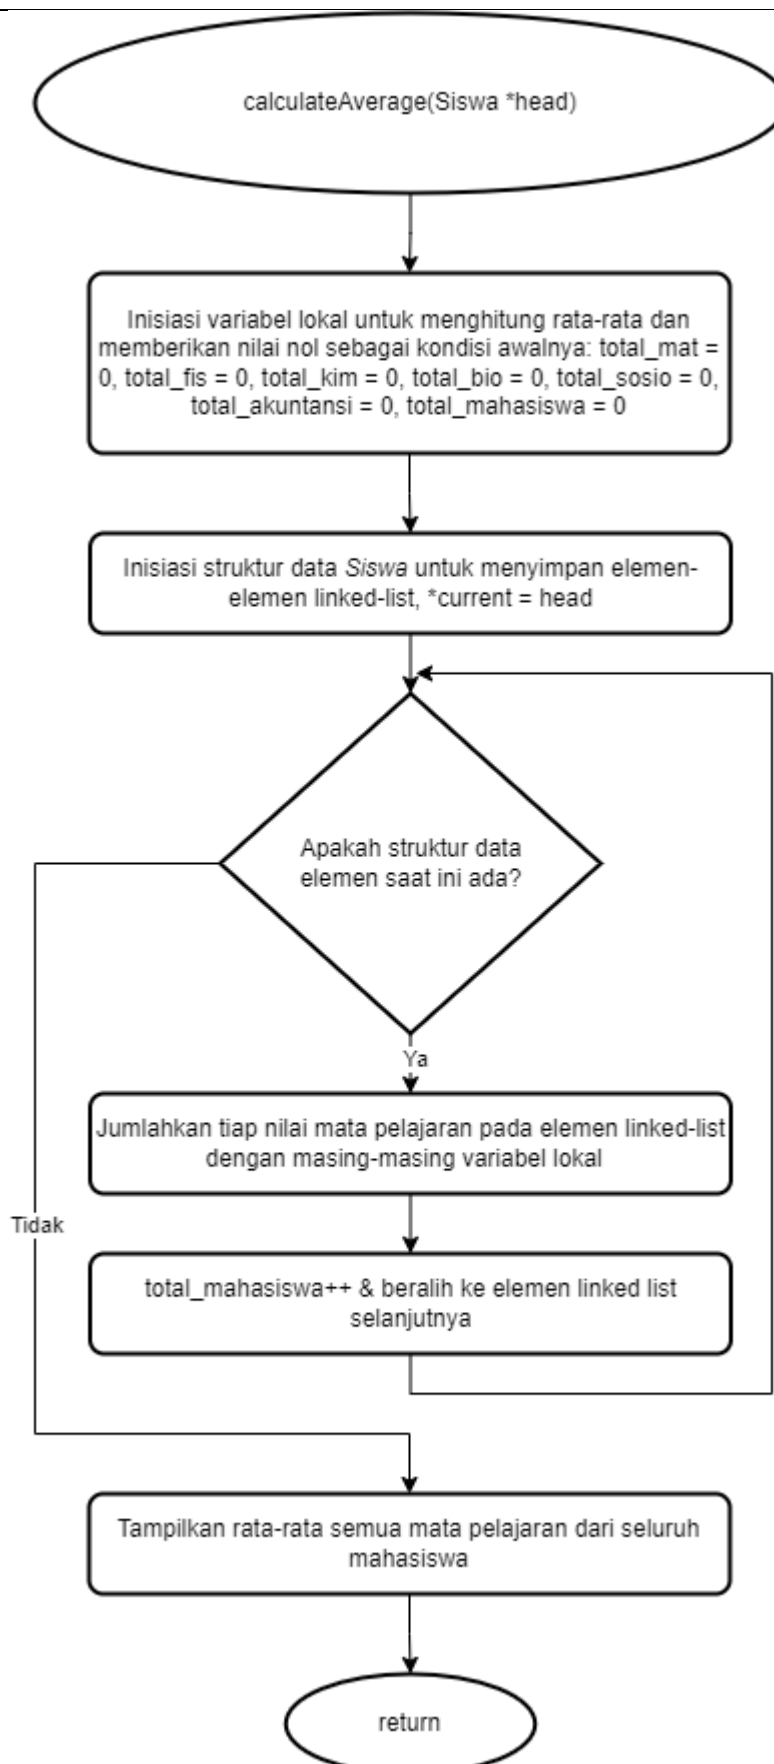 calculateAverage(Siswa *head)
Inisiasi variabel lokal untuk menghitung rata-rata dan
memberikan nilai nol sebagai kondisi awalnya: total_mat =
0, total_fis = 0, total_kim = 0, total_bio = 0, total_sosio = 0,
total_akuntansi = 0, total_mahasiswa = 0
Inisiasi struktur data Siswa untuk menyimpan elemen-
elemen linked-list, *current = head
Apakah struktur data
elemen saat ini ada?
Ya
Jumlahkan tiap nilai mata pelajaran pada elemen linked-list
dengan masing-masing variabel lokal
Tidak
total_mahasiswa++ & beralih ke elemen linked list
selanjutnya
Tampilkan rata-rata semua mata pelajaran dari seluruh
mahasiswa
return